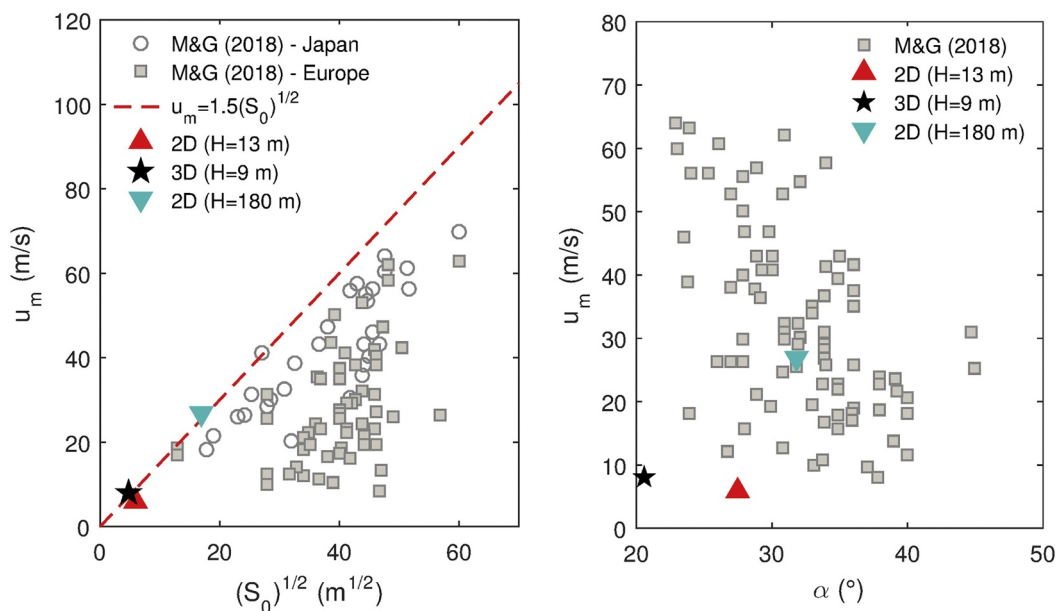 120
100
80
60
40
20
0
0
20
40
60
u_m (m/s)
(S_0)^{1/2} (m^{1/2})
M&G (2018) - Japan
M&G (2018) - Europe
u_m=1.5(S_0)^{1/2}
2D (H=13 m)
3D (H=9 m)
2D (H=180 m)
80
70
60
50
40
30
20
10
0
20
30
40
50
u_m (m/s)
α (°)
M&G (2018)
2D (H=13 m)
3D (H=9 m)
2D (H=180 m)